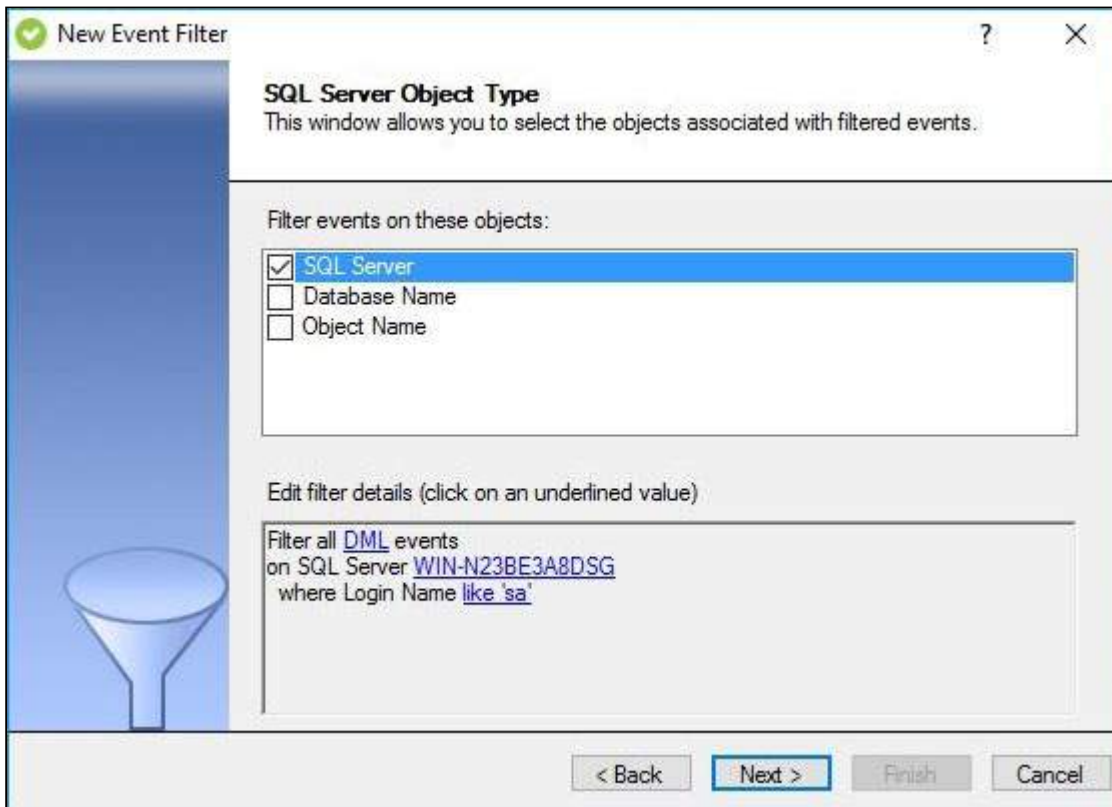 New Event Filter
?
SQL Server Object Type
This window allows you to select the objects associated with filtered events.
Filter events on these objects:
SQL Server
Database Name
Object Name
Edit filter details (click on an underlined value)
Filter all DML events
on SQL Server WIN-N23BE3A8DSG
where Login Name like 'sa'
< Back Next > Finish Cancel